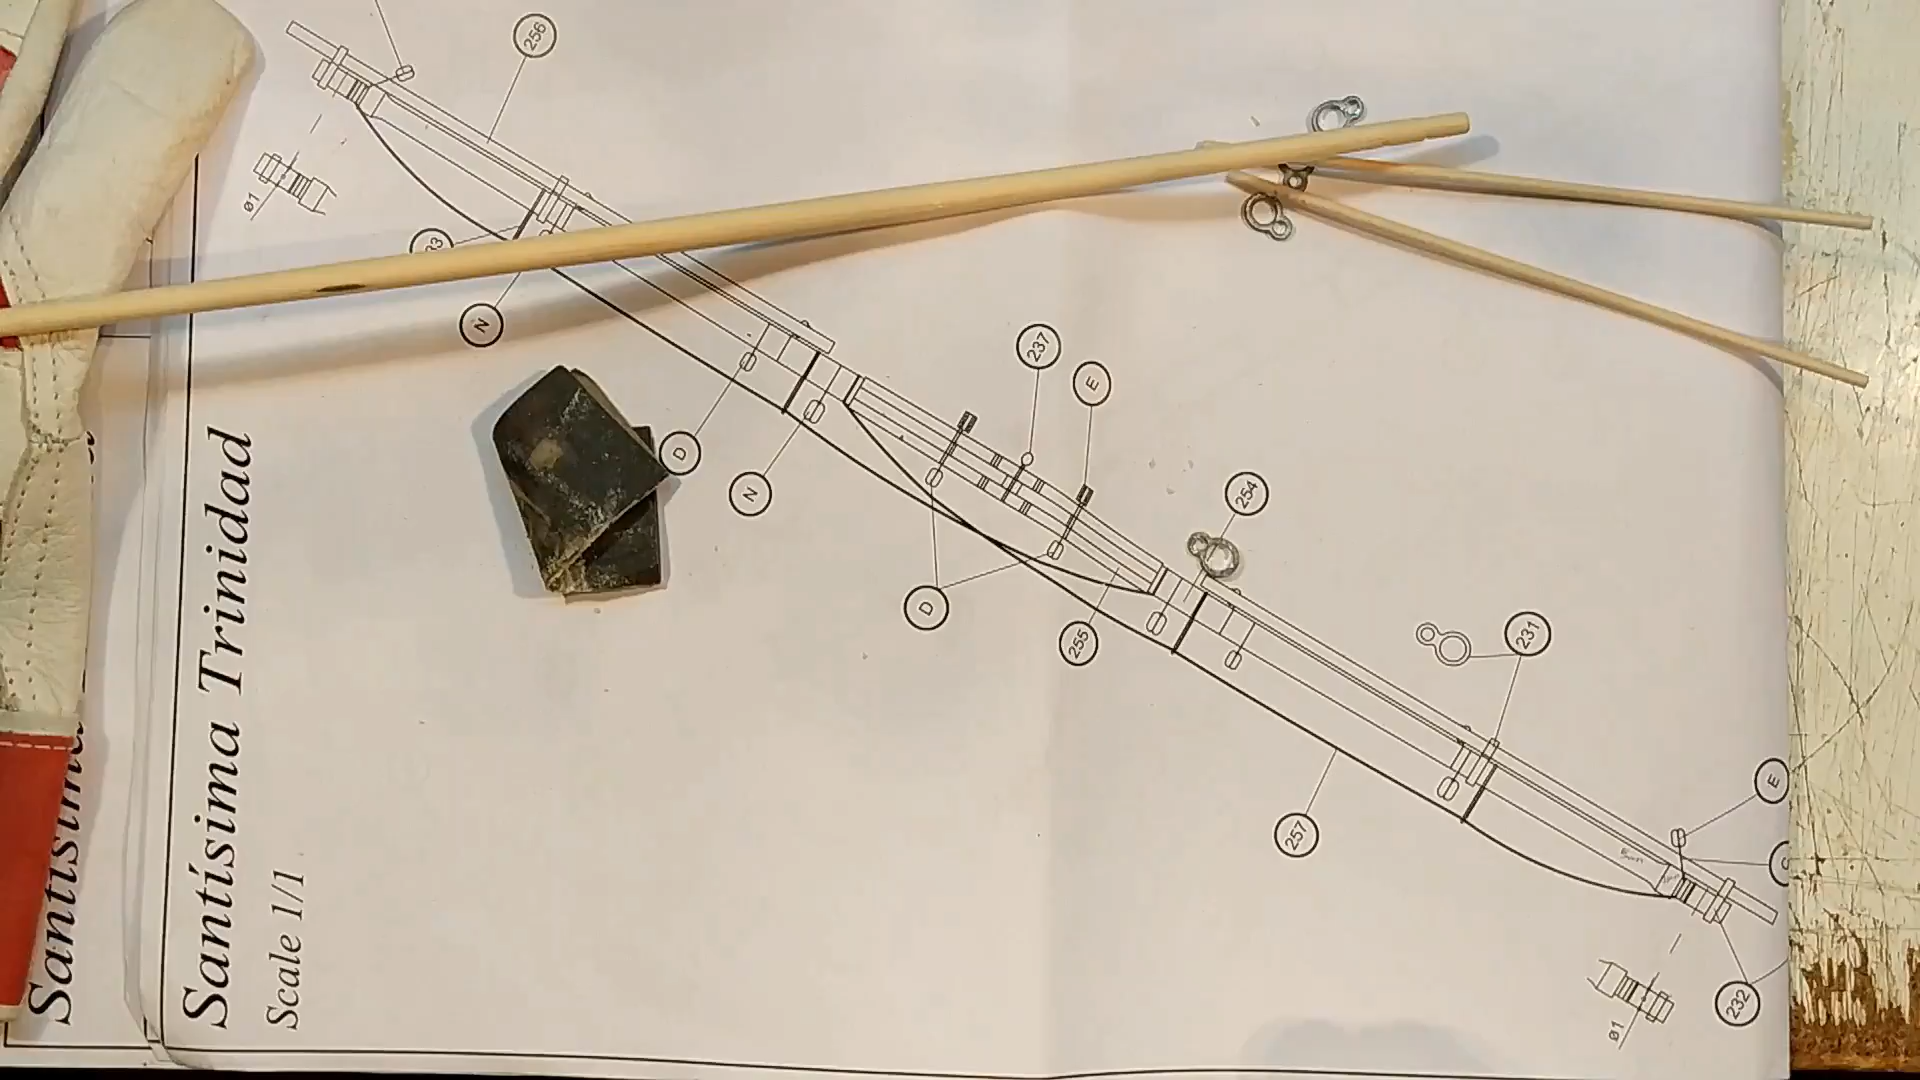 Santísima Trinidad
Scale 1/1
Santísima
256
ø1
N
D
N
237
E
D
255
254
231
257
E
232
ø1